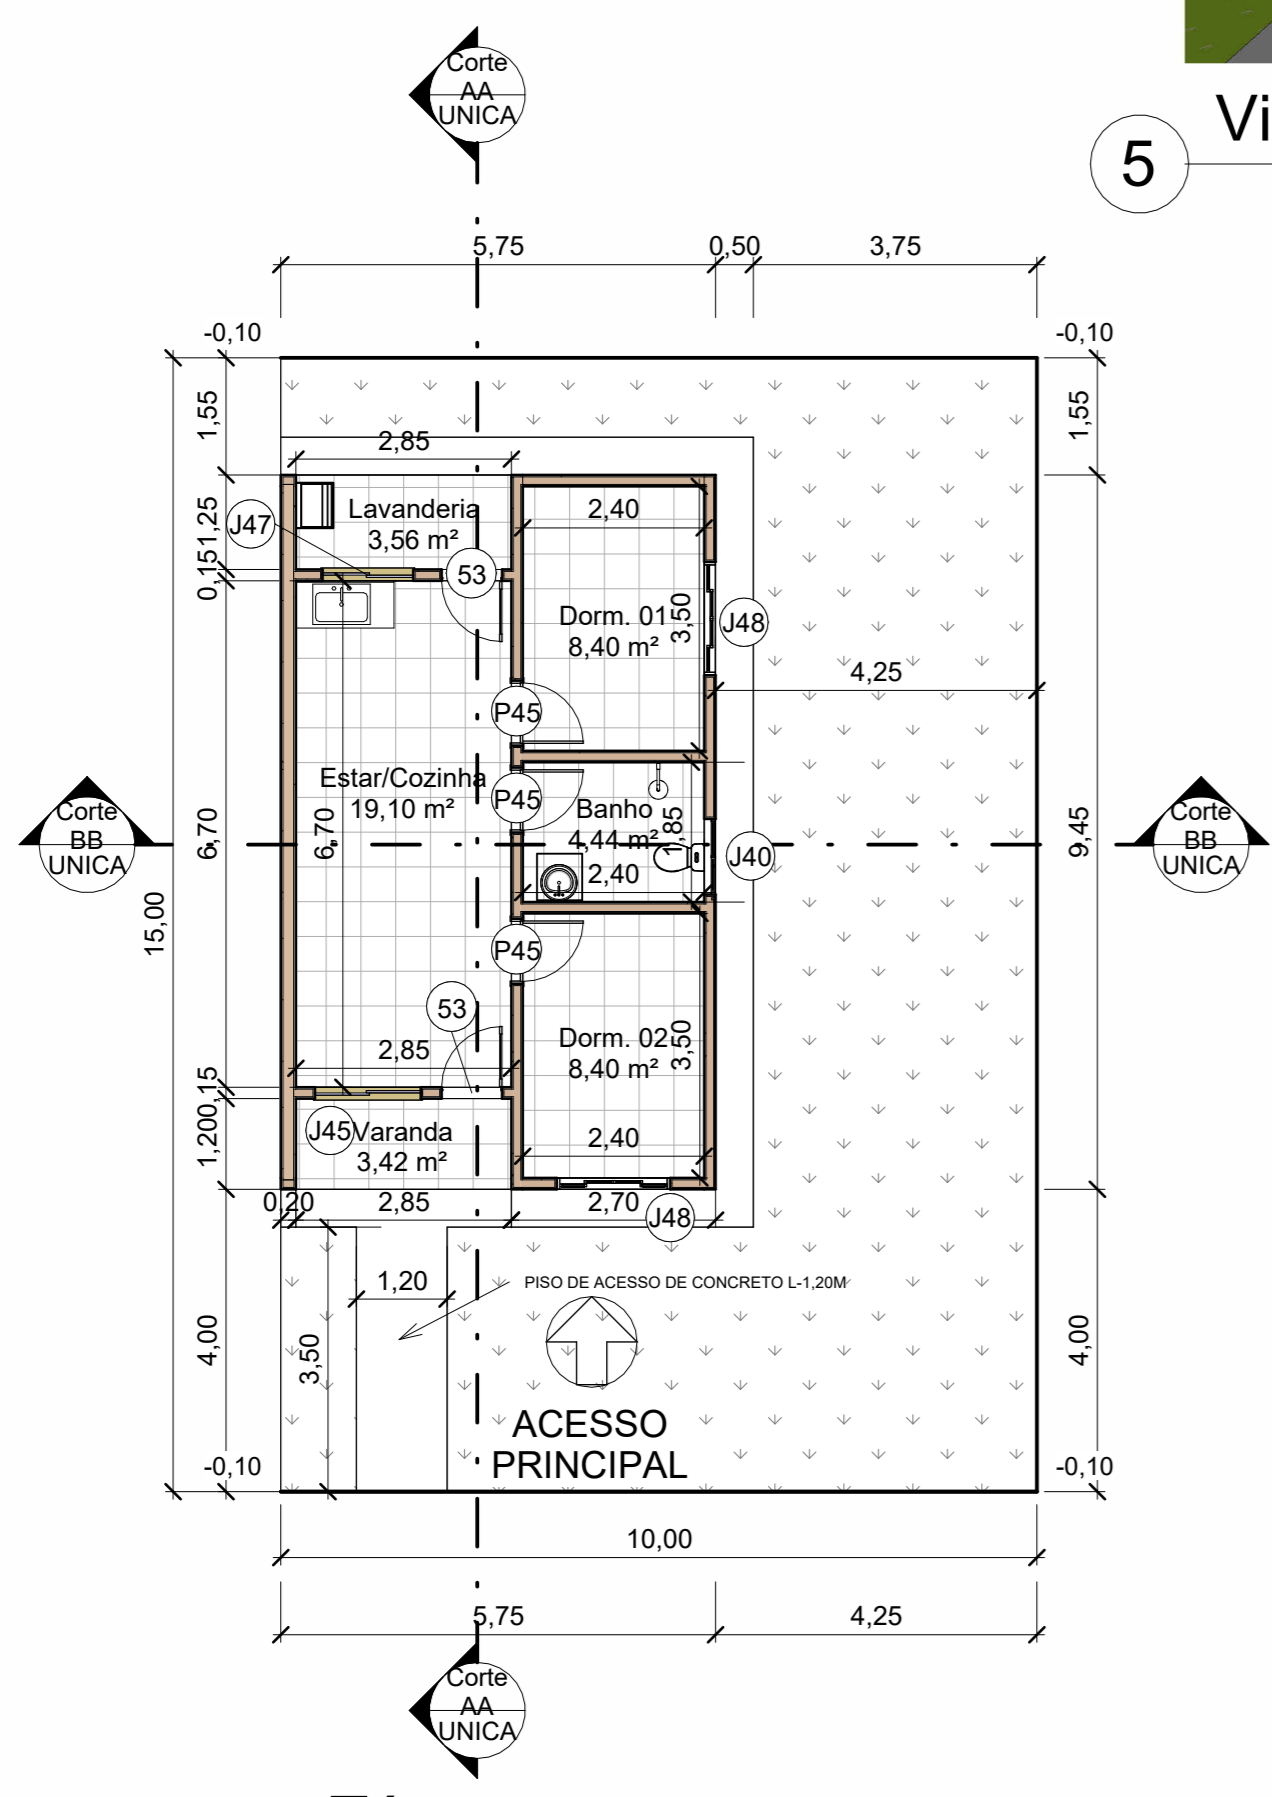 Corte
AA
UNICA
Vi
5
5,75
0,50
3,75
-0,10
-0,10
1,55
1,55
2,85
Lavanderia
3,56 m²
J47
1,25
0,15
53
2,40
Dorm. 01
8,40 m²
3,50
J48
4,25
P45
Estar/Cozinha
19,10 m²
P45
Banho
4,44 m²
1,85
2,40
J40
Corte
BB
UNICA
6,70
6,70
9,45
Corte
BB
UNICA
15,00
P45
53
2,85
Dorm. 02
8,40 m²
3,50
0,15
1,20
J45
Varanda
3,42 m²
2,40
0,20
2,85
2,70
J48
1,20
PISO DE ACESSO DE CONCRETO L-1,20M
4,00
3,50
4,00
ACESSO
PRINCIPAL
-0,10
-0,10
10,00
5,75
4,25
Corte
AA
UNICA